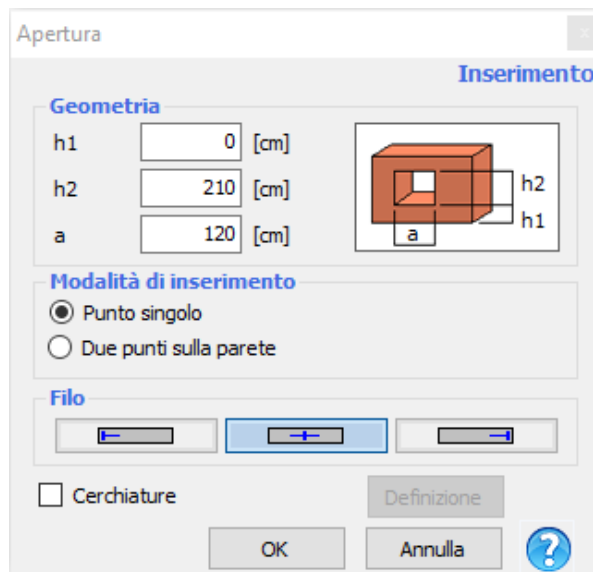 Apertura x
Inserimento
Geometria
h1 0 [cm]
h2 210 [cm]
a 120 [cm]
h2
h1
a
Modalità di inserimento
Punto singolo
Due punti sulla parete
Filo
Cerchiature Definizione
OK Annulla ?